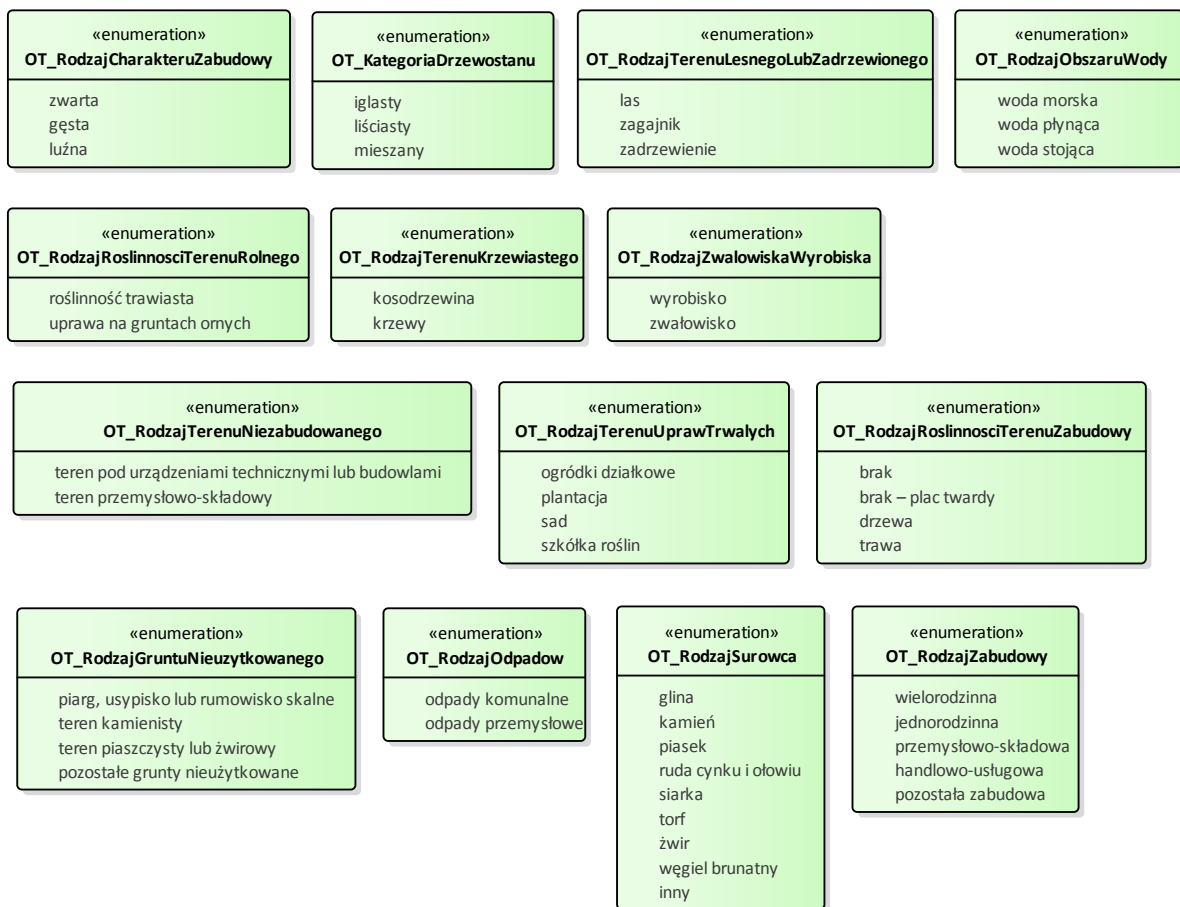 «enumeration»
OT_RodzajCharakteruZabudowy
zwarta
gęsta
luźna
«enumeration»
OT_KategoriaDrzewostanu
iglasty
liściasty
mieszany
«enumeration»
OT_RodzajTerenuLesnegoLubZadrzewionego
las
zagajnik
zadrzewienie
«enumeration»
OT_RodzajObszaruWody
woda morska
woda płynąca
woda stojąca
«enumeration»
OT_RodzajRoslinnosciTerenuRolnego
roślinność trawiasta
uprawa na gruntach ornych
«enumeration»
OT_RodzajTerenuKrzewiastego
kosodrzewina
krzewy
«enumeration»
OT_RodzajZwalowiskaWyrobiska
wyrobisko
zwałowisko
«enumeration»
OT_RodzajTerenuNiezabudowanego
teren pod urządzeniami technicznymi lub budowlami
teren przemysłowo-składowy
«enumeration»
OT_RodzajTerenuUprawTrwalych
ogródki działkowe
plantacja
sad
szkółka roślin
«enumeration»
OT_RodzajRoslinnosciTerenuZabudowy
brak
brak – plac twardy
drzewa
trawa
«enumeration»
OT_RodzajGruntuNieuzytkowanego
piarg, usypisko lub rumowisko skalne
teren kamienisty
teren piaszczysty lub żwirowy
pozostałe grunty nieużytkowane
«enumeration»
OT_RodzajOdpadow
odpady komunalne
odpady przemysłowe
«enumeration»
OT_RodzajSurowca
glina
kamień
piasek
ruda cynku i ołowiu
siarka
torf
żwir
węgiel brunatny
inny
«enumeration»
OT_RodzajZabudowy
wielorodzinna
jednorodzinna
przemysłowo-składowa
handlowo-usługowa
pozostała zabudowa